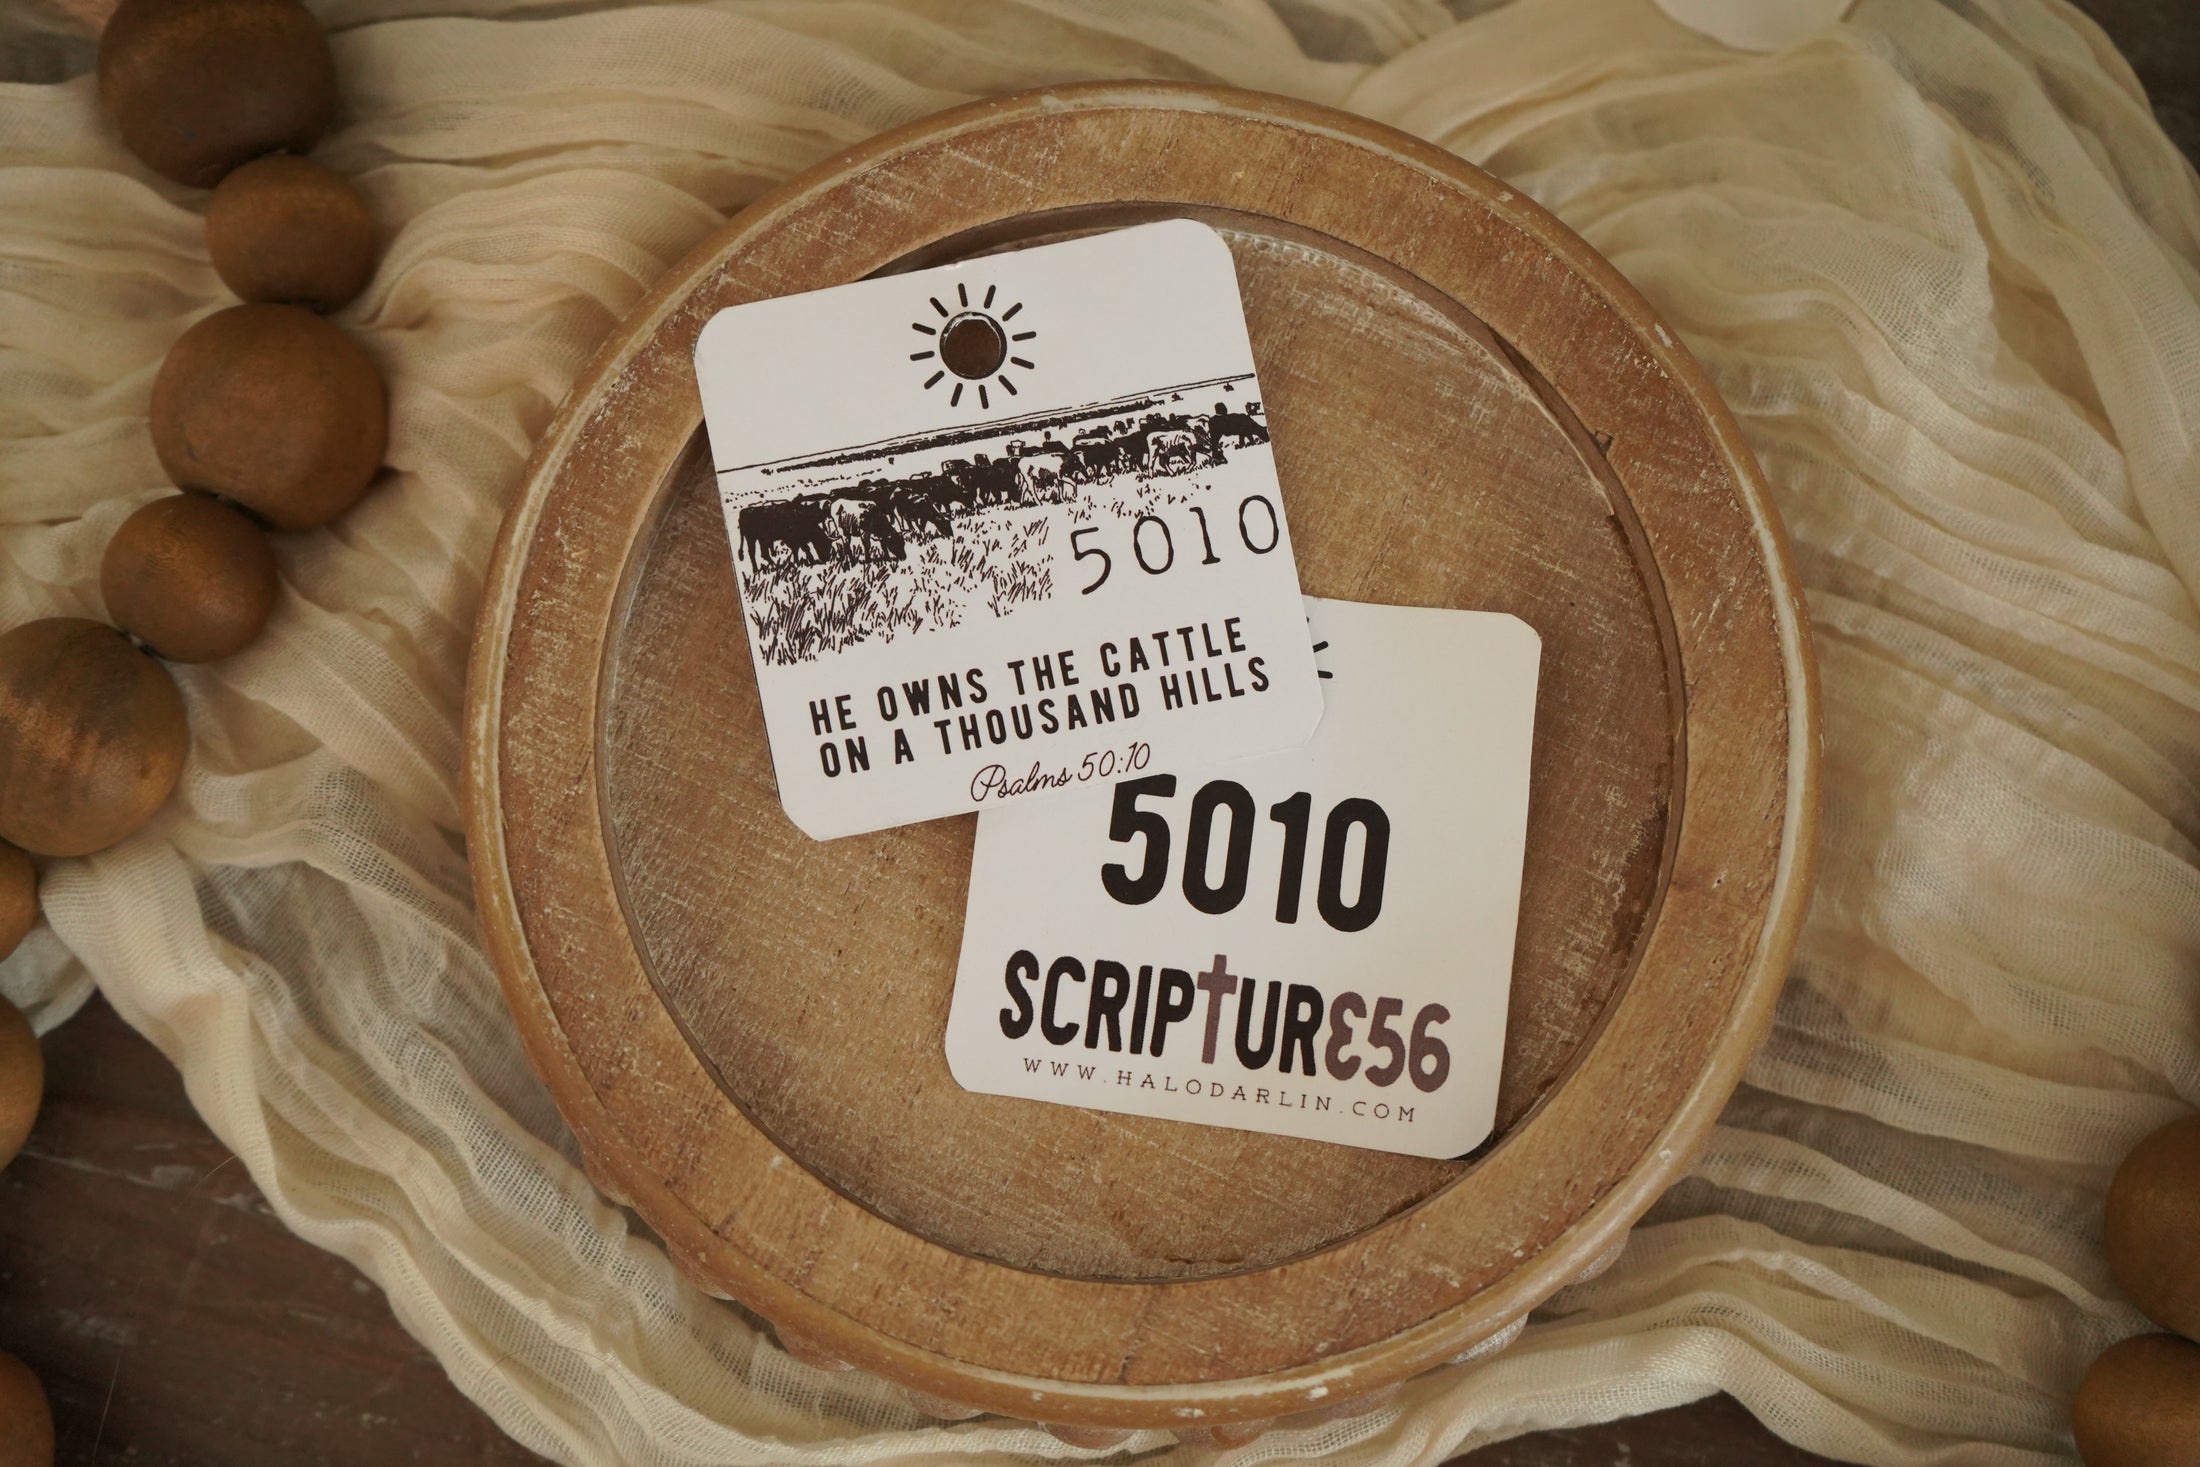 5010
HE OWNS THE CATTLE
ON A THOUSAND HILLS
Psalms 50:10
5010
SCRIPTURE56
WWW.HALODARLIN.COM